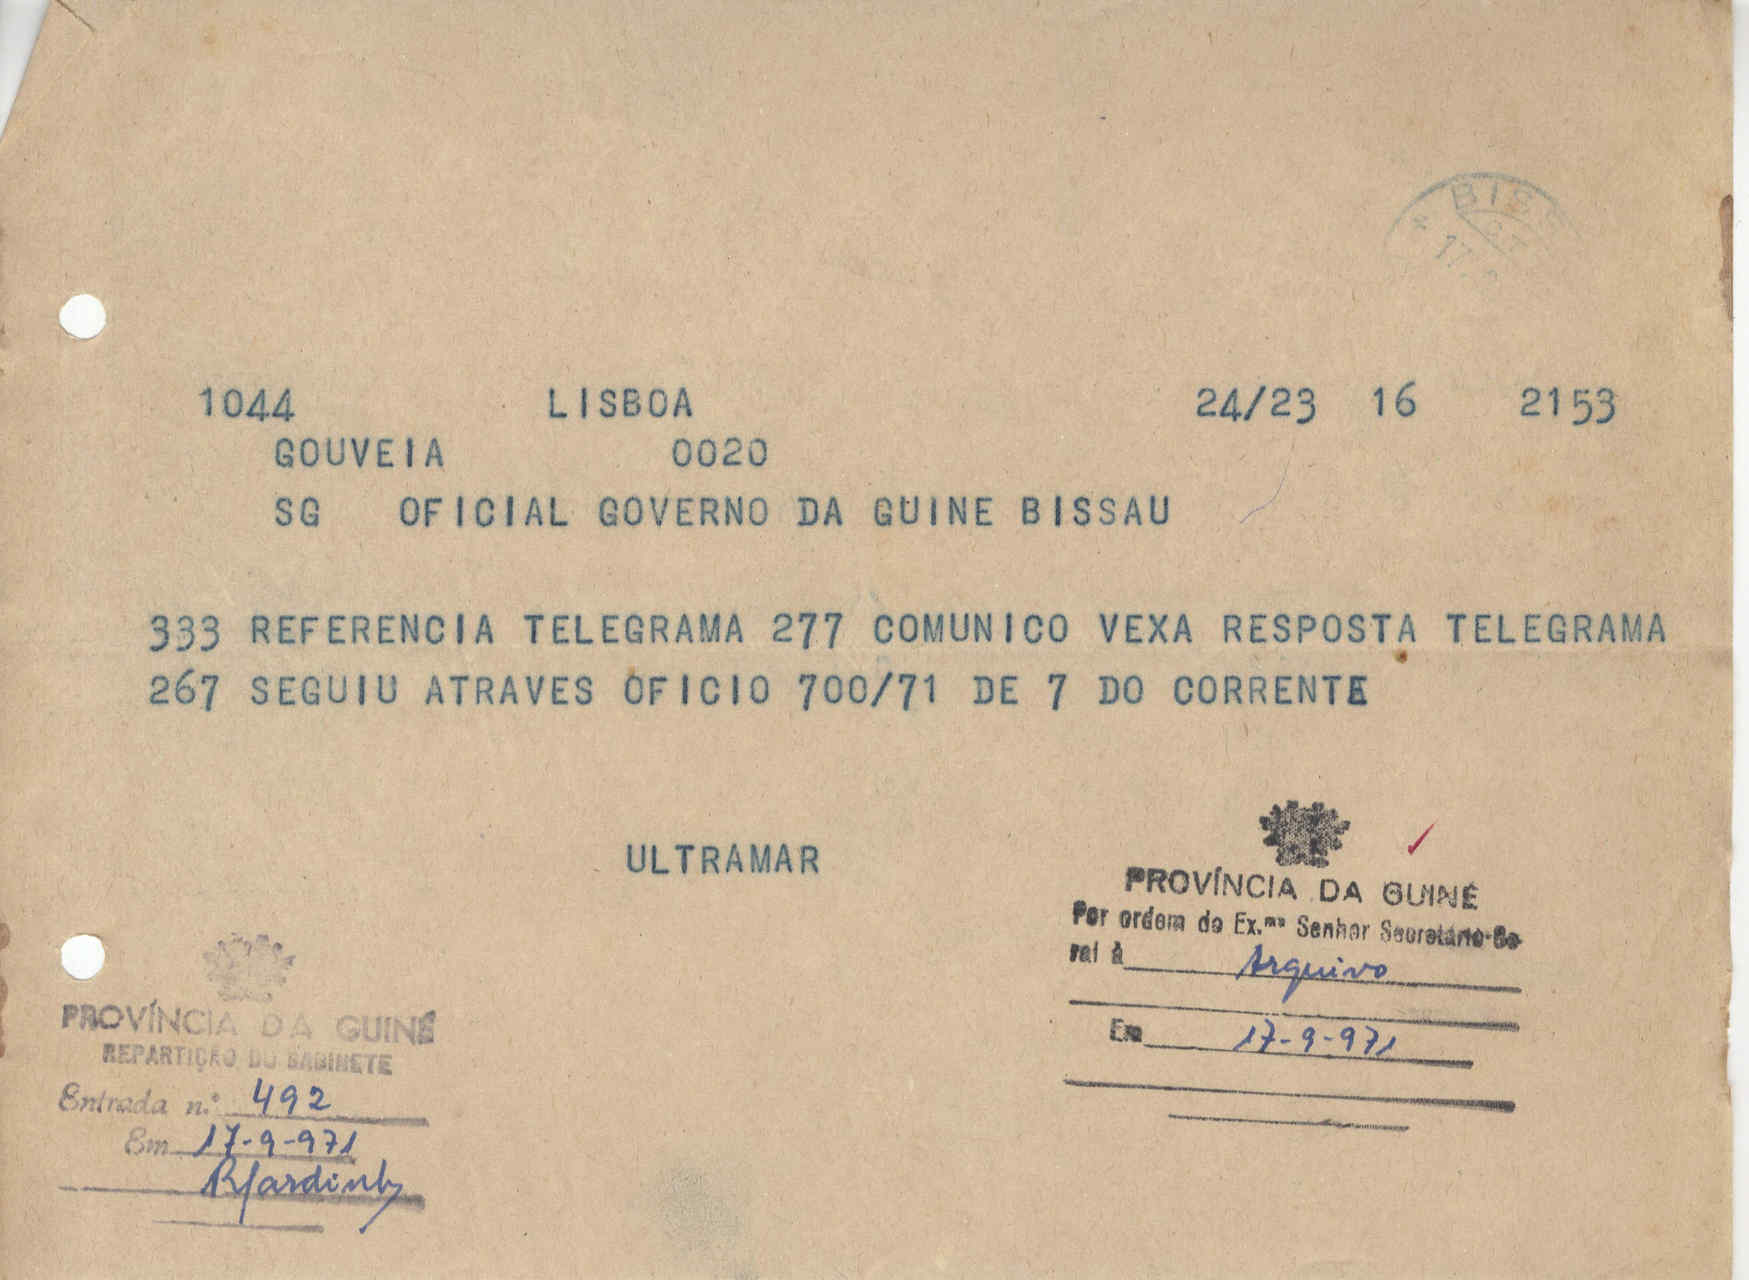 BISS
17
1044 LISBOA 24/23 16 2153
GOUVEIA 0020
SG OFICIAL GOVERNO DA GUINE BISSAU
333 REFERENCIA TELEGRAMA 277 COMUNICO VEXA RESPOSTA TELEGRAMA
267 SEGUIU ATRAVES OFICIO 700/71 DE 7 DO CORRENTE
ULTRAMAR
PROVÍNCIA DA GUINÉ
Por ordem do Ex.mo Senhor Secretário-Ge-
ral à Arquivo
Em 17-9-971
PROVÍNCIA DA GUINÉ
REPARTIÇÃO DO GABINETE
Entrada n.º 492
Em 17-9-971